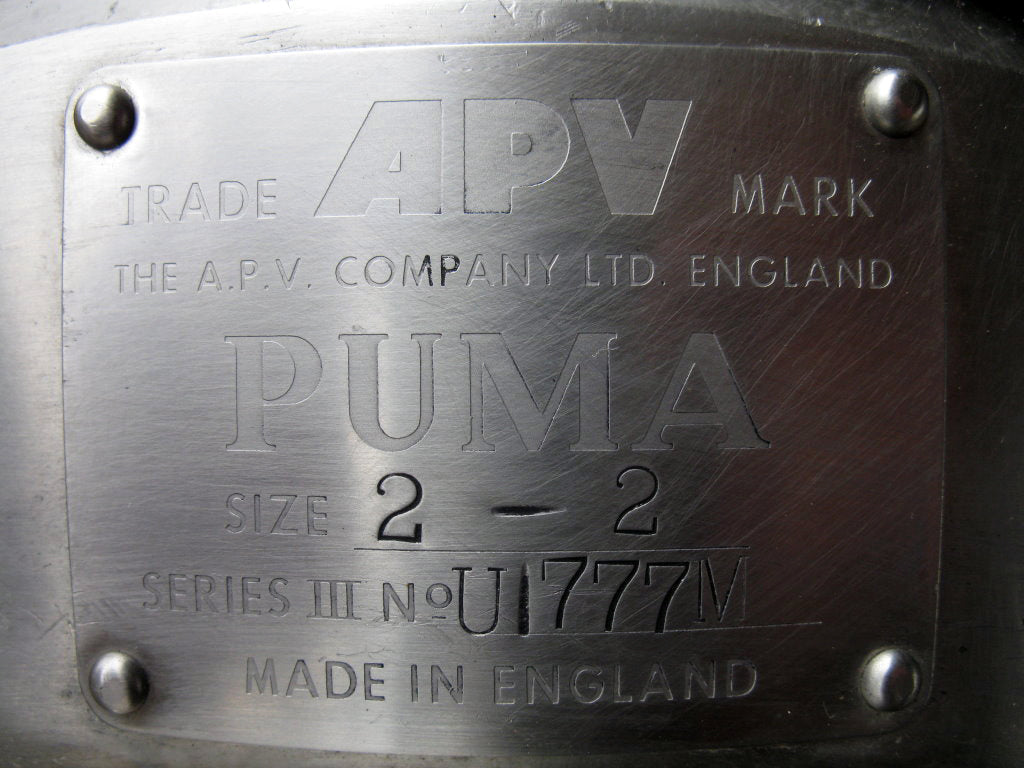 TRADE APV MARK
THE A.P.V. COMPANY LTD. ENGLAND
PUMA
SIZE 2 - 2
SERIES III Nº U1777M
MADE IN ENGLAND